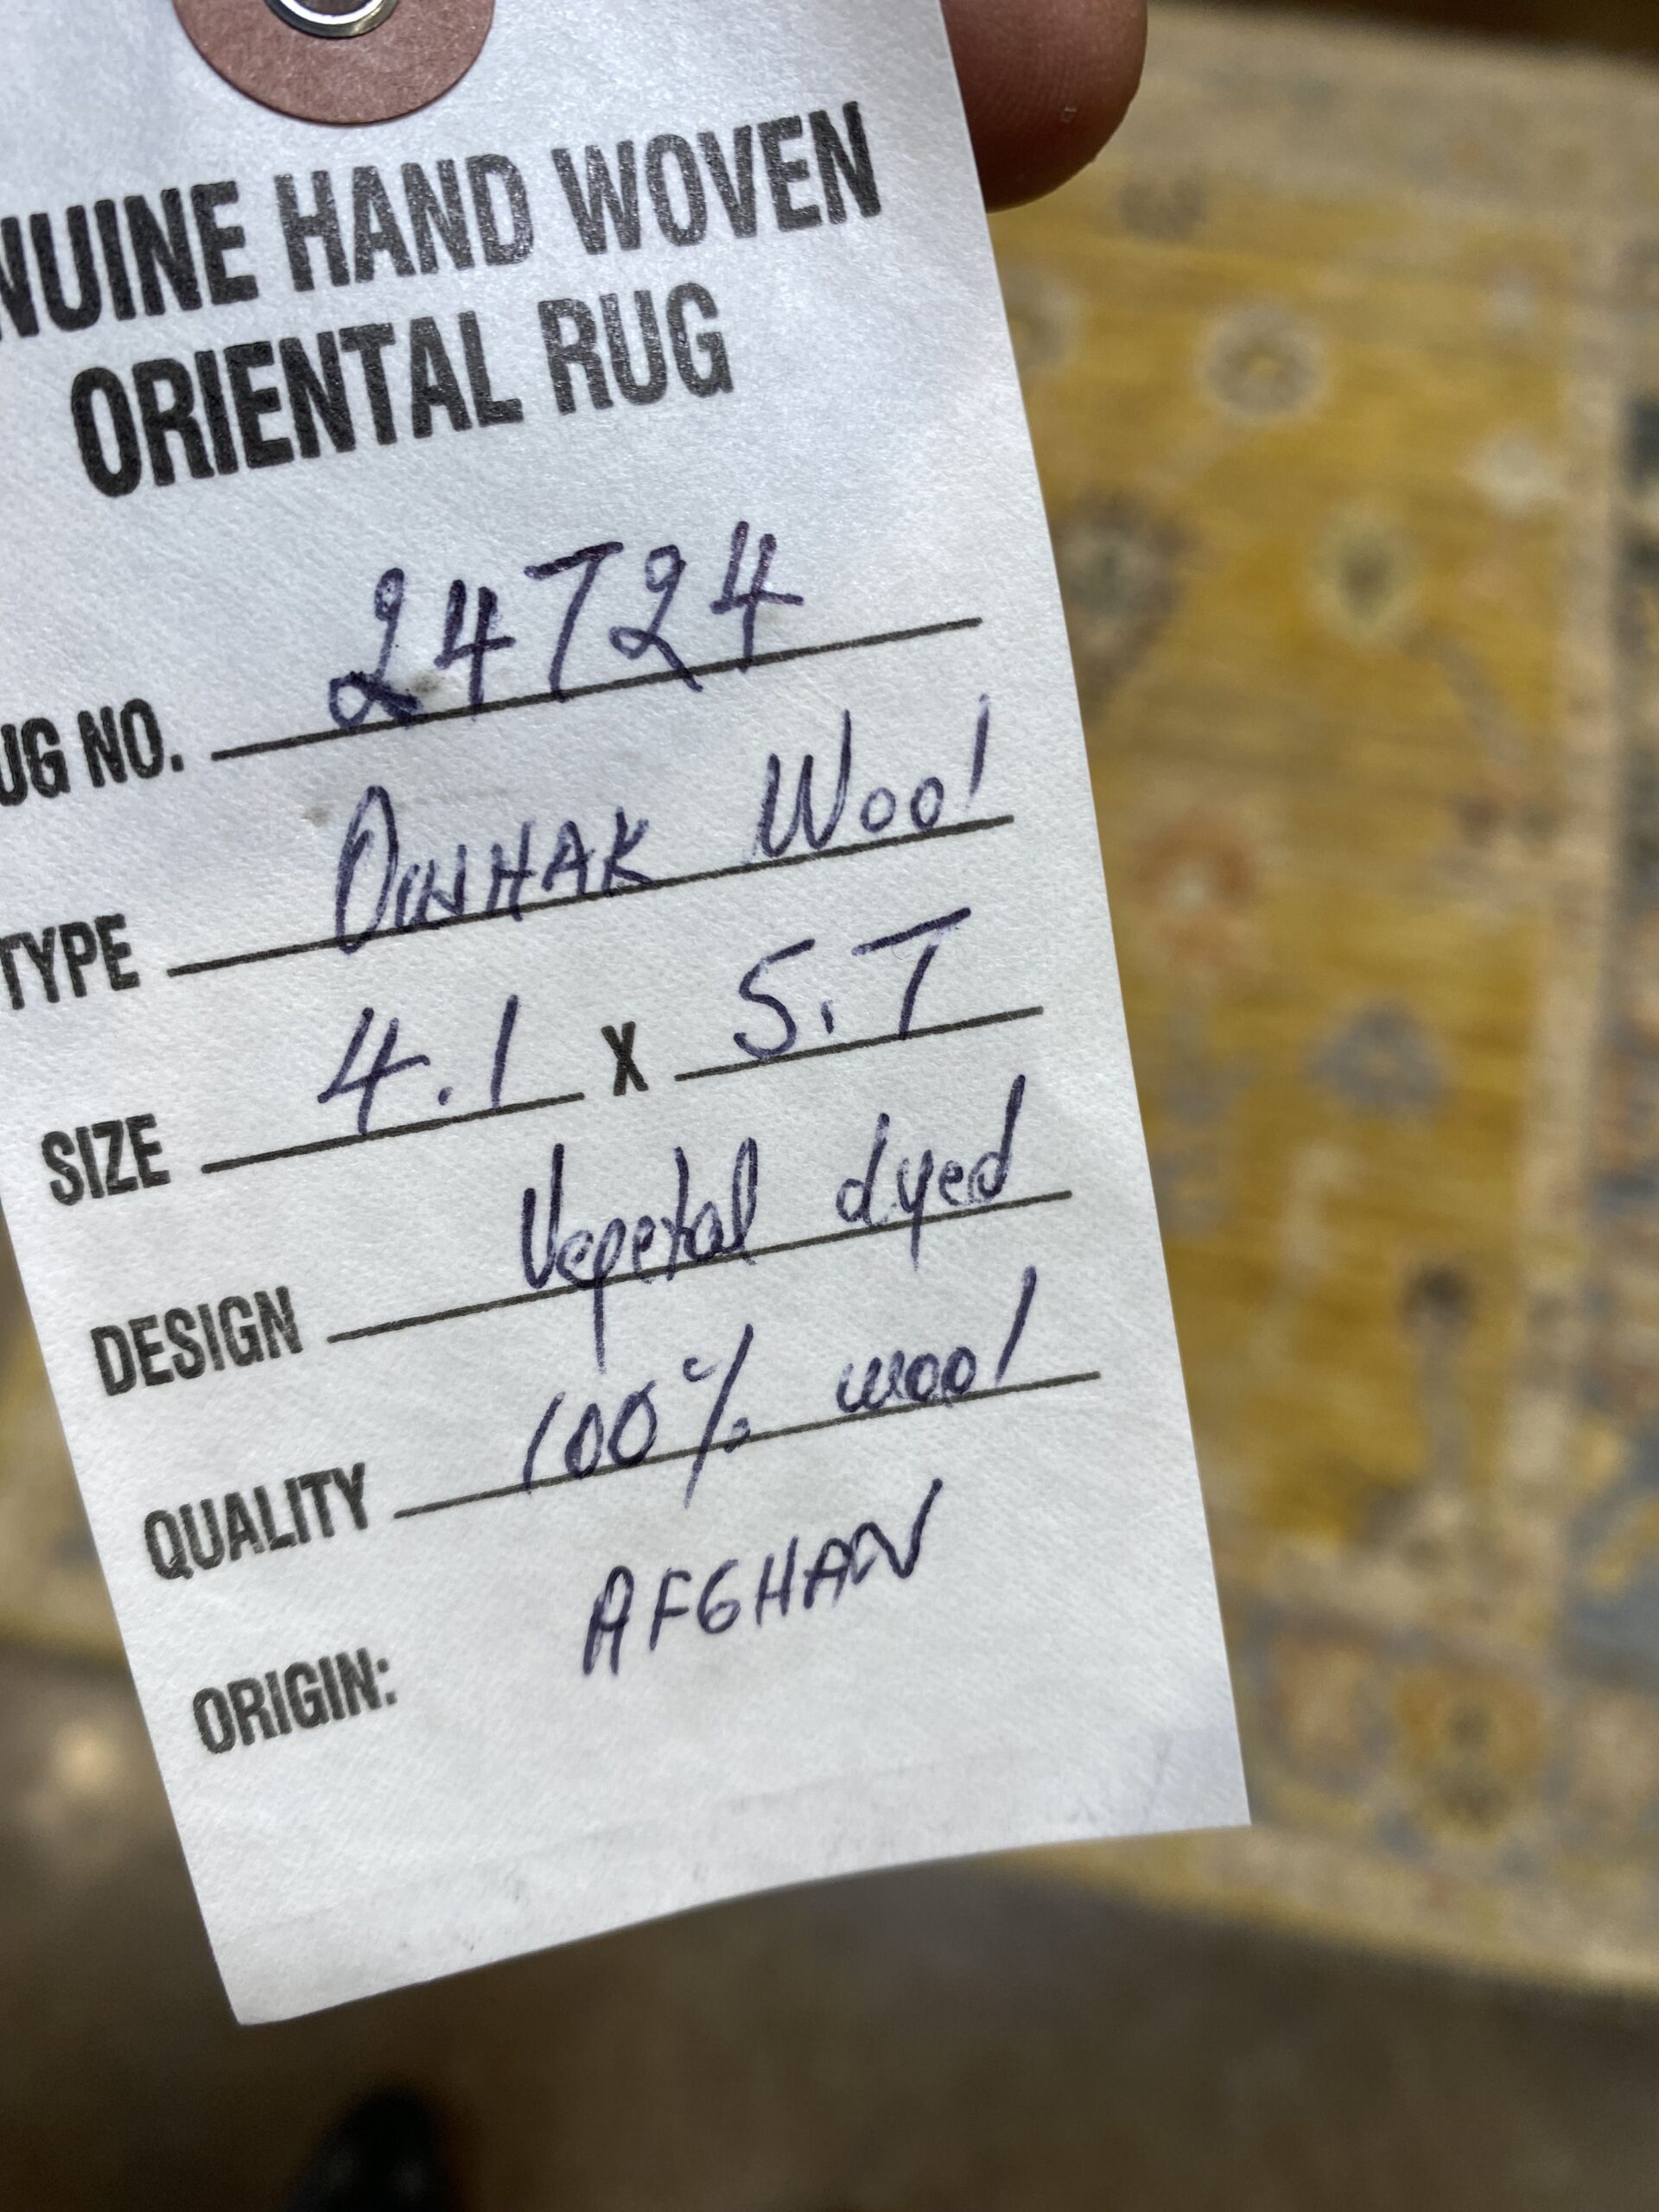 NUINE HAND WOVEN
ORIENTAL RUG
UG NO. 24724
TYPE Wool
SIZE 4.1 X 5.7
DESIGN Vegetal dyed
QUALITY 100% wool
ORIGIN: AFGHAN